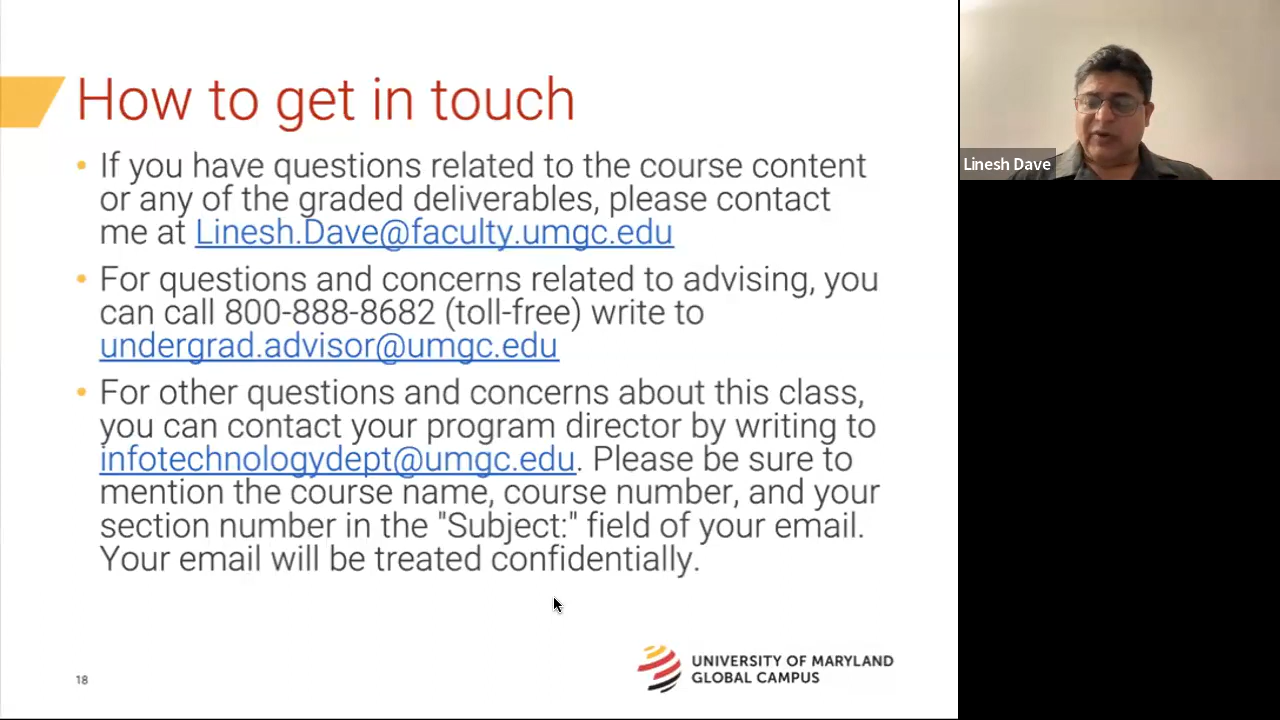 How to get in touch
• If you have questions related to the course content
or any of the graded deliverables, please contact
me at Linesh.Dave@faculty.umgc.edu
• For questions and concerns related to advising, you
can call 800-888-8682 (toll-free) write to
undergrad.advisor@umgc.edu
• For other questions and concerns about this class,
you can contact your program director by writing to
infotechnologydept@umgc.edu. Please be sure to
mention the course name, course number, and your
section number in the "Subject:" field of your email.
Your email will be treated confidentially.
18
UNIVERSITY OF MARYLAND
GLOBAL CAMPUS
Linesh Dave